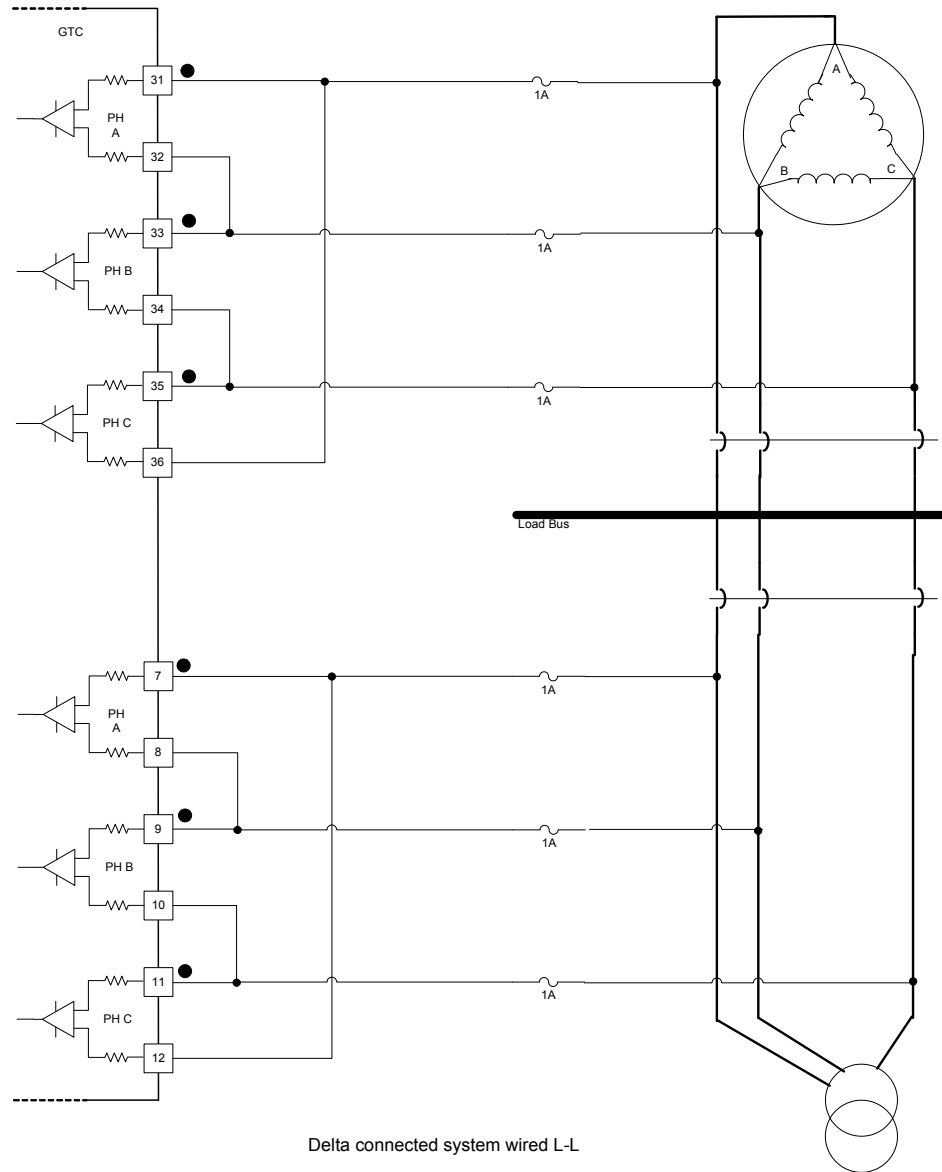 GTC
31
PH
A
32
1A
A
B
C
33
PH B
34
1A
35
PH C
36
1A
Load Bus
7
PH
A
8
1A
9
PH B
10
1A
11
PH C
12
1A
Delta connected system wired L-L